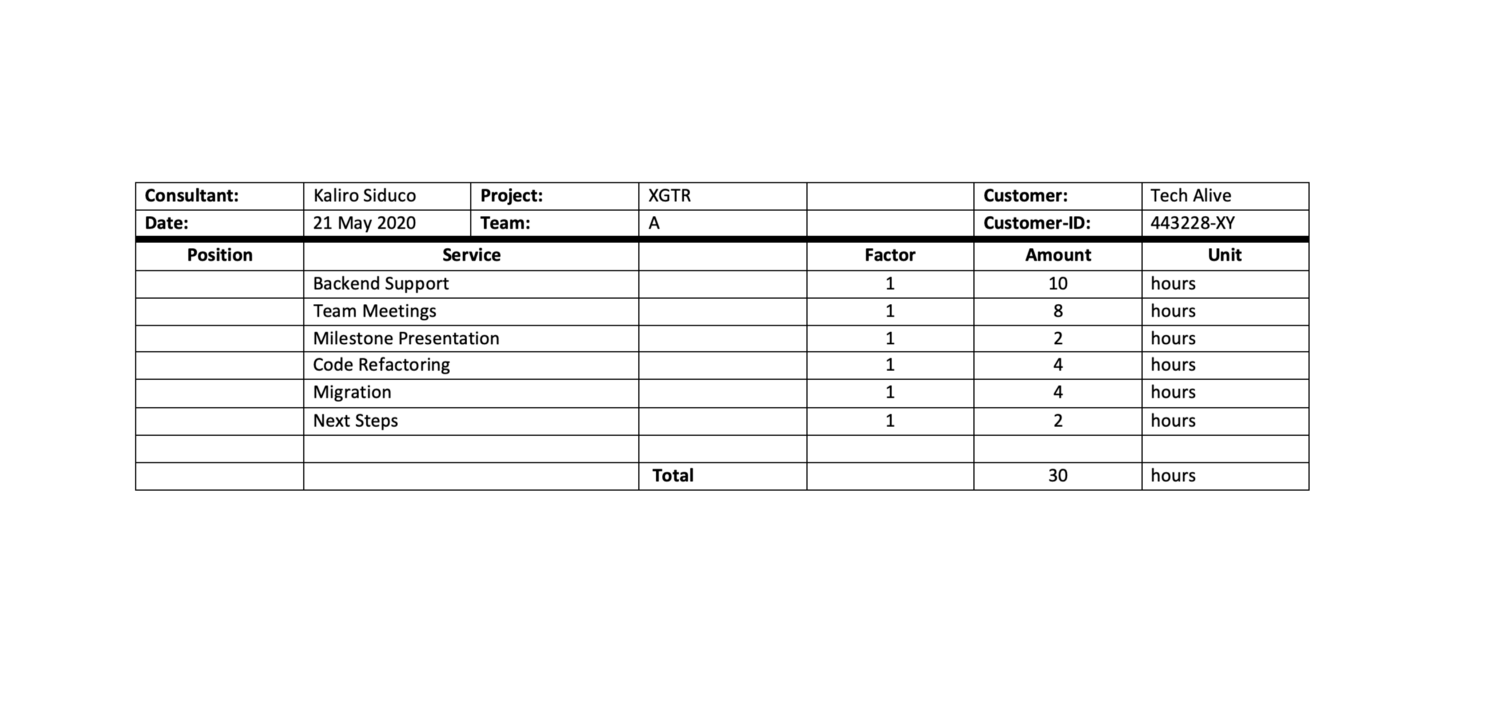 Consultant: Kaliro Siduco Project: XGTR Customer: Tech Alive
Date: 21 May 2020 Team: A Customer-ID: 443228-XY
Position Service Factor Amount Unit
Backend Support 1 10 hours
Team Meetings 1 8 hours
Milestone Presentation 1 2 hours
Code Refactoring 1 4 hours
Migration 1 4 hours
Next Steps 1 2 hours
Total 30 hours